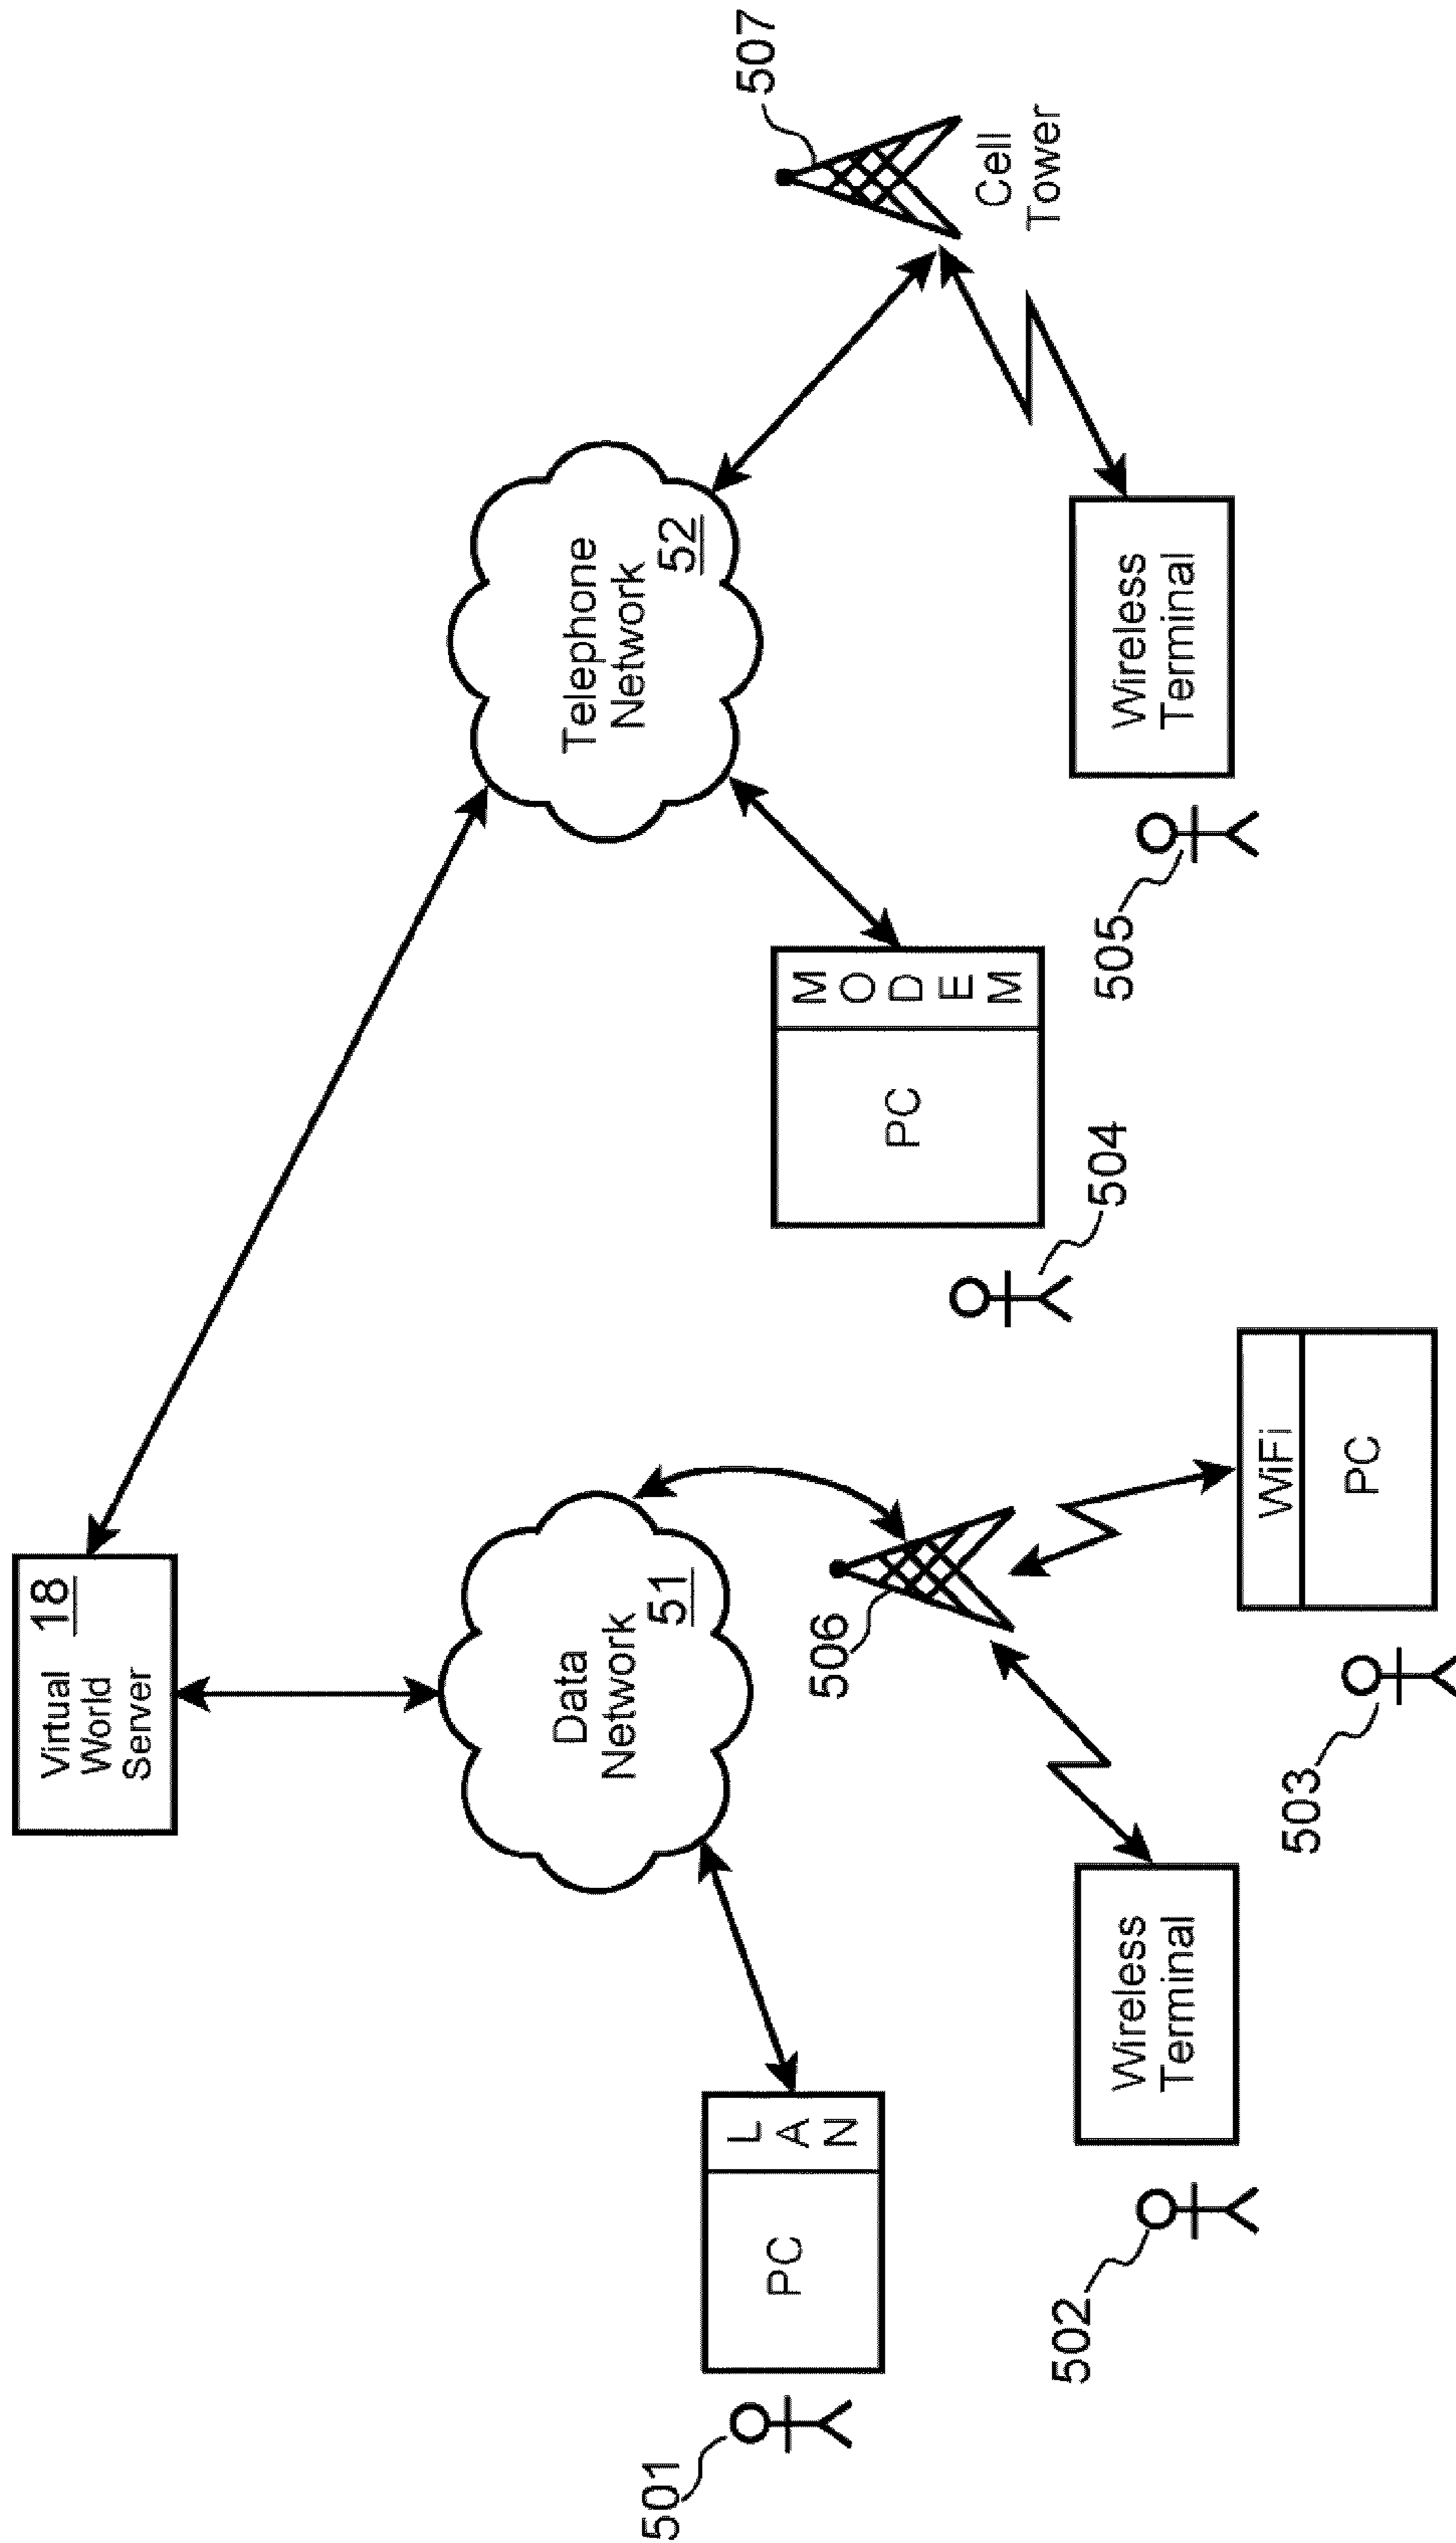 Virtual 18
World
Server
Data
Network
51
Telephone
Network
52
501
PC
L
A
N
506
PC
M
O
D
E
M
507
Cell
Tower
502
Wireless
Terminal
503
WiFi
PC
504
505
Wireless
Terminal